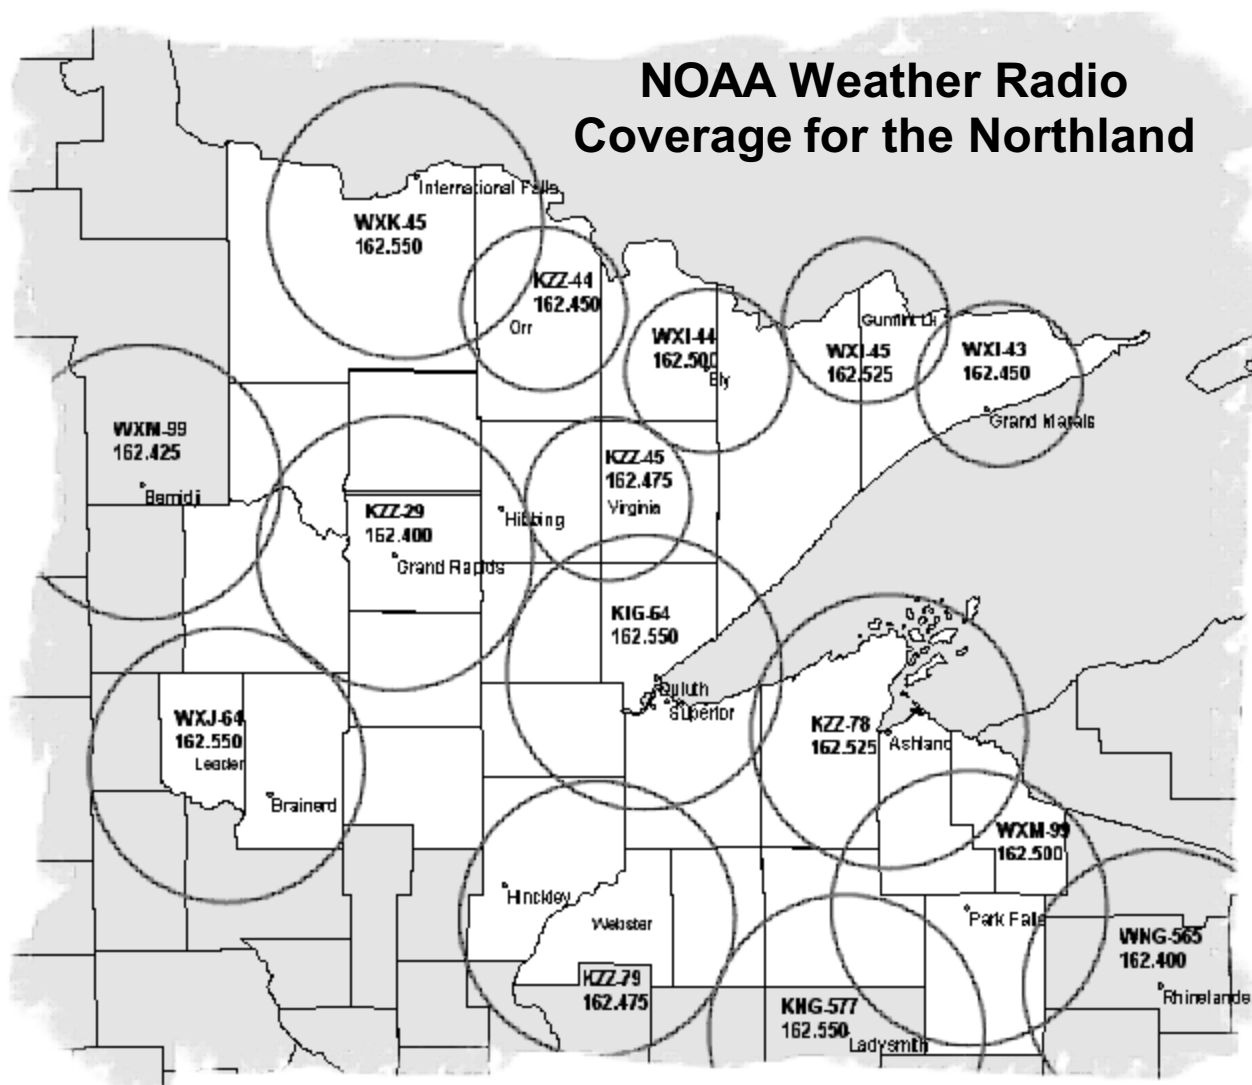 NOAA Weather Radio
Coverage for the Northland
International Falls
WXK-45
162.550
KZZ-44
162.450
Orr
WXI-44
162.500
Ely
Gunflint Lk
WXI-45
162.525
WXI-43
162.450
Grand Marais
WXM-99
162.425
Bemidji
KZZ-29
162.400
Grand Rapids
Hibbing
KZZ-45
162.475
Virginia
KIG-64
162.550
Duluth
Superior
WXJ-64
162.550
Leader
Brainerd
KZZ-78
162.525
Ashland
WXM-99
162.500
Park Falls
Hinckley
Webster
KZZ-79
162.475
KNG-577
162.550
Ladysmith
WNG-565
162.400
Rhinelande